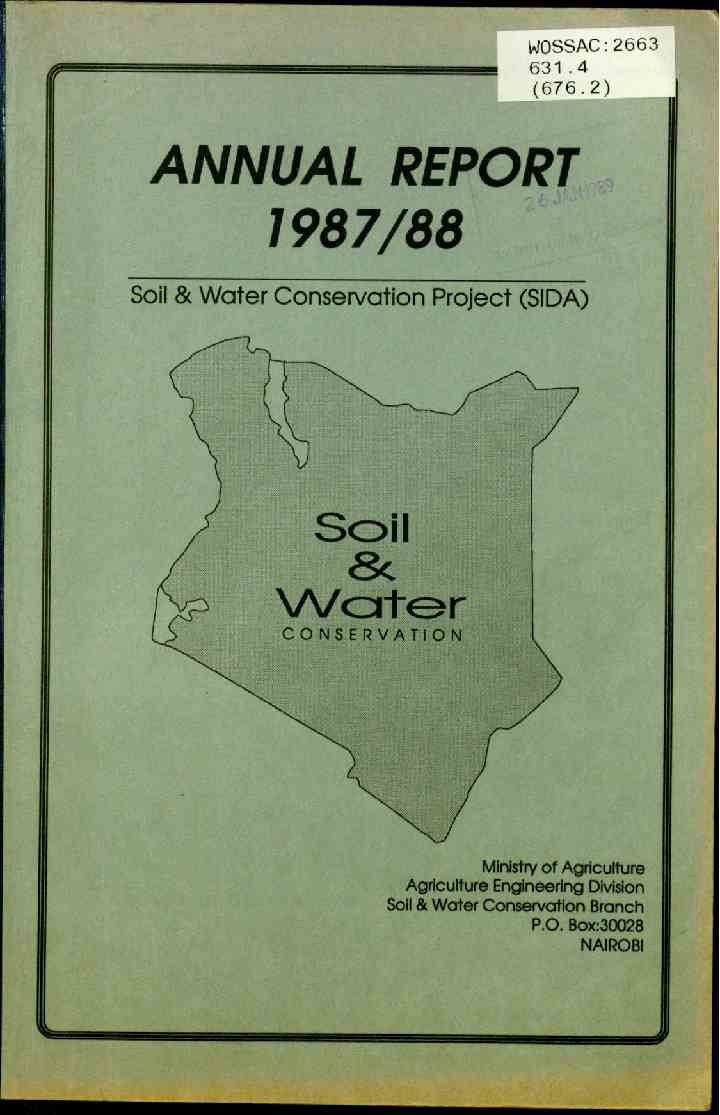 WOSSAC:2663
631.4
(676.2)
ANNUAL REPORT
1987/88
Soil & Water Conservation Project (SIDA)
Soil
&
Water
CONSERVATION
Ministry of Agriculture
Agriculture Engineering Division
Soil & Water Conservation Branch
P.O. Box:30028
NAIROBI